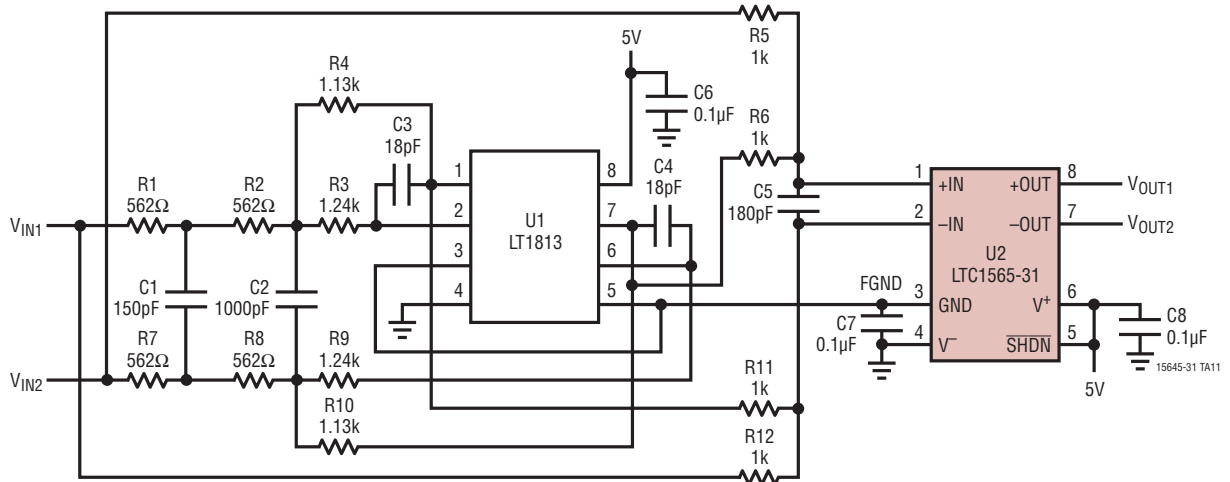 R5
1k
5V
R4
1.13k
C6
0.1µF
C3
18pF
R6
1k
C4
18pF
R1
562Ω
R2
562Ω
R3
1.24k
1
2
3
4
U1
LT1813
8
7
6
5
C5
180pF
1
2
3
4
+IN
–IN
GND
V–
U2
LTC1565-31
+OUT
–OUT
V+
SHDN
8
7
6
5
VOUT1
VOUT2
VIN1
C1
150pF
C2
1000pF
FGND
C7
0.1µF
C8
0.1µF
R7
562Ω
R8
562Ω
R9
1.24k
VIN2
R10
1.13k
R11
1k
R12
1k
5V
15645-31 TA11